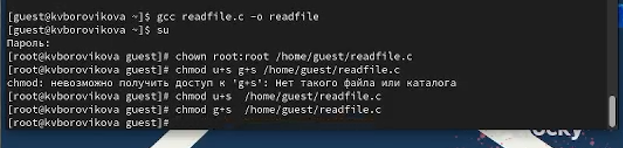 [guest@kvborovikova ~]$ gcc readfile.c -o readfile
[guest@kvborovikova ~]$ su
Пароль:
[root@kvborovikova guest]# chown root:root /home/guest/readfile.c
[root@kvborovikova guest]# chmod u+s g+s /home/guest/readfile.c
chmod: невозможно получить доступ к 'g+s': Нет такого файла или каталога
[root@kvborovikova guest]# chmod u+s  /home/guest/readfile.c
[root@kvborovikova guest]# chmod g+s  /home/guest/readfile.c
[root@kvborovikova guest]#
ocky